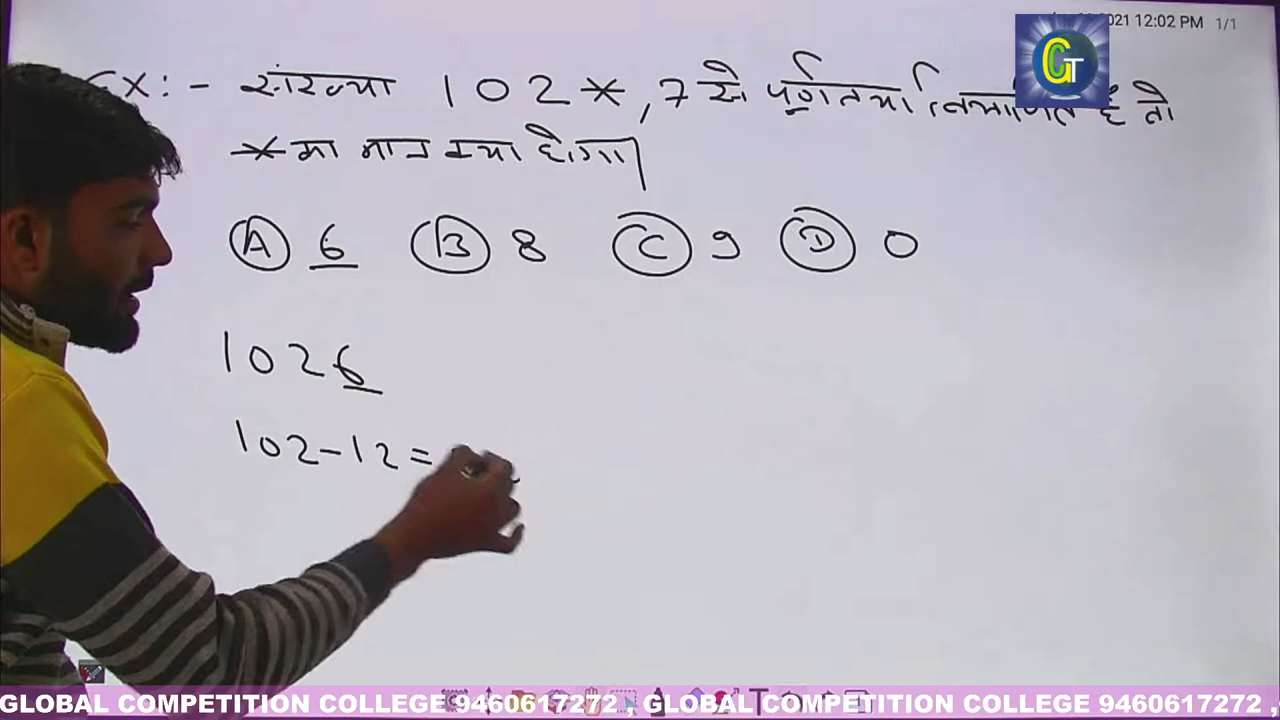 2021 12:02 PM 1/1
GT
Ex:- संख्या 102*, 7 से पूर्णतया विभाजित है तो
* का मान क्या होगा।
A 6 B 8 C 9 D 0
1026
102-12=
GLOBAL COMPETITION COLLEGE 9460617272 , GLOBAL COMPETITION COLLEGE 9460617272 ,